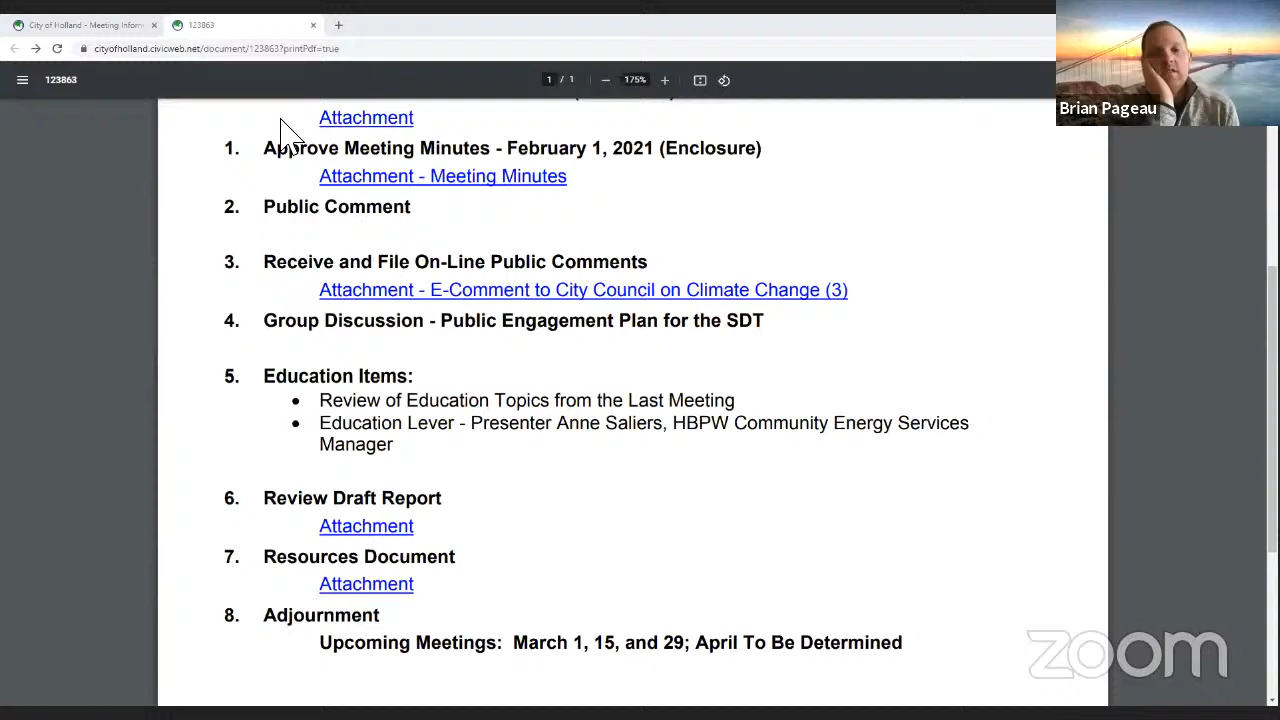 City of Holland - Meeting Inform
123863
cityofholland.civicweb.net/document/123863?printPdf=true
123863
1 / 1
175%
Brian Pageau
Attachment
1. Approve Meeting Minutes - February 1, 2021 (Enclosure)
Attachment - Meeting Minutes
2. Public Comment
3. Receive and File On-Line Public Comments
Attachment - E-Comment to City Council on Climate Change (3)
4. Group Discussion - Public Engagement Plan for the SDT
5. Education Items:
• Review of Education Topics from the Last Meeting
• Education Lever - Presenter Anne Saliers, HBPW Community Energy Services
Manager
6. Review Draft Report
Attachment
7. Resources Document
Attachment
8. Adjournment
Upcoming Meetings: March 1, 15, and 29; April To Be Determined
zoom